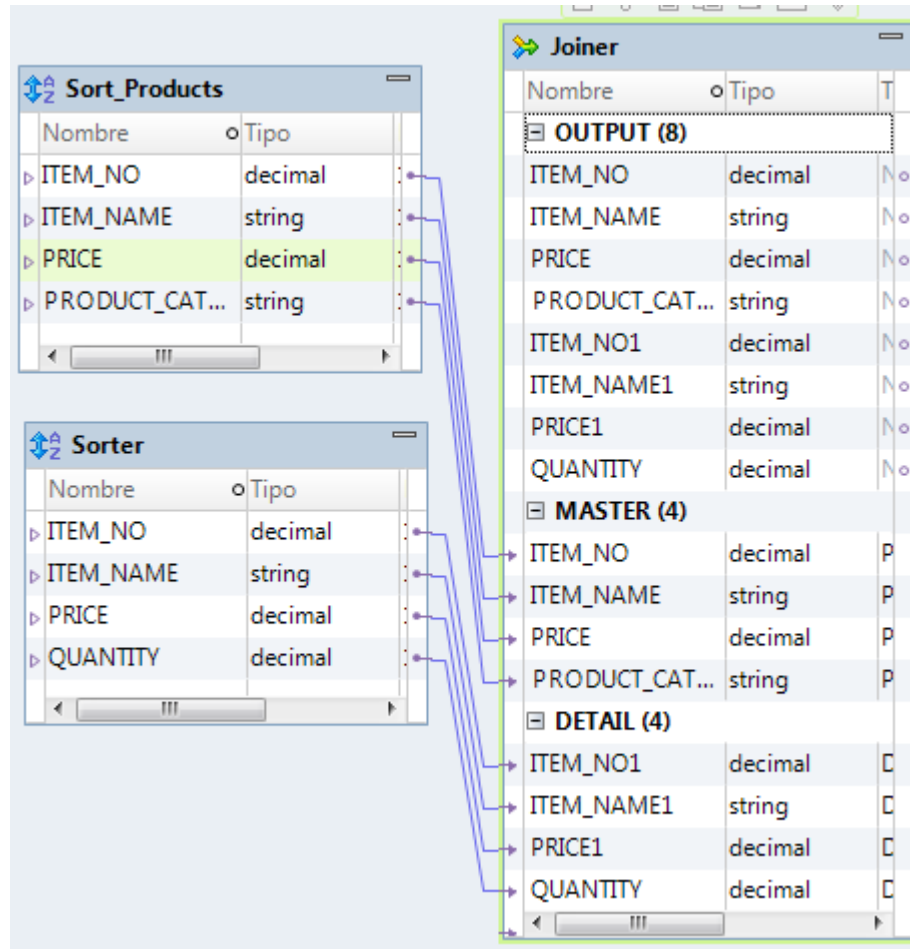 Sort_Products
Nombre Tipo
ITEM_NO decimal
ITEM_NAME string
PRICE decimal
PRODUCT_CAT... string
Sorter
Nombre Tipo
ITEM_NO decimal
ITEM_NAME string
PRICE decimal
QUANTITY decimal
Joiner
Nombre Tipo T
OUTPUT (8)
ITEM_NO decimal N
ITEM_NAME string N
PRICE decimal N
PRODUCT_CAT... string N
ITEM_NO1 decimal N
ITEM_NAME1 string N
PRICE1 decimal N
QUANTITY decimal N
MASTER (4)
ITEM_NO decimal P
ITEM_NAME string P
PRICE decimal P
PRODUCT_CAT... string P
DETAIL (4)
ITEM_NO1 decimal D
ITEM_NAME1 string D
PRICE1 decimal D
QUANTITY decimal D